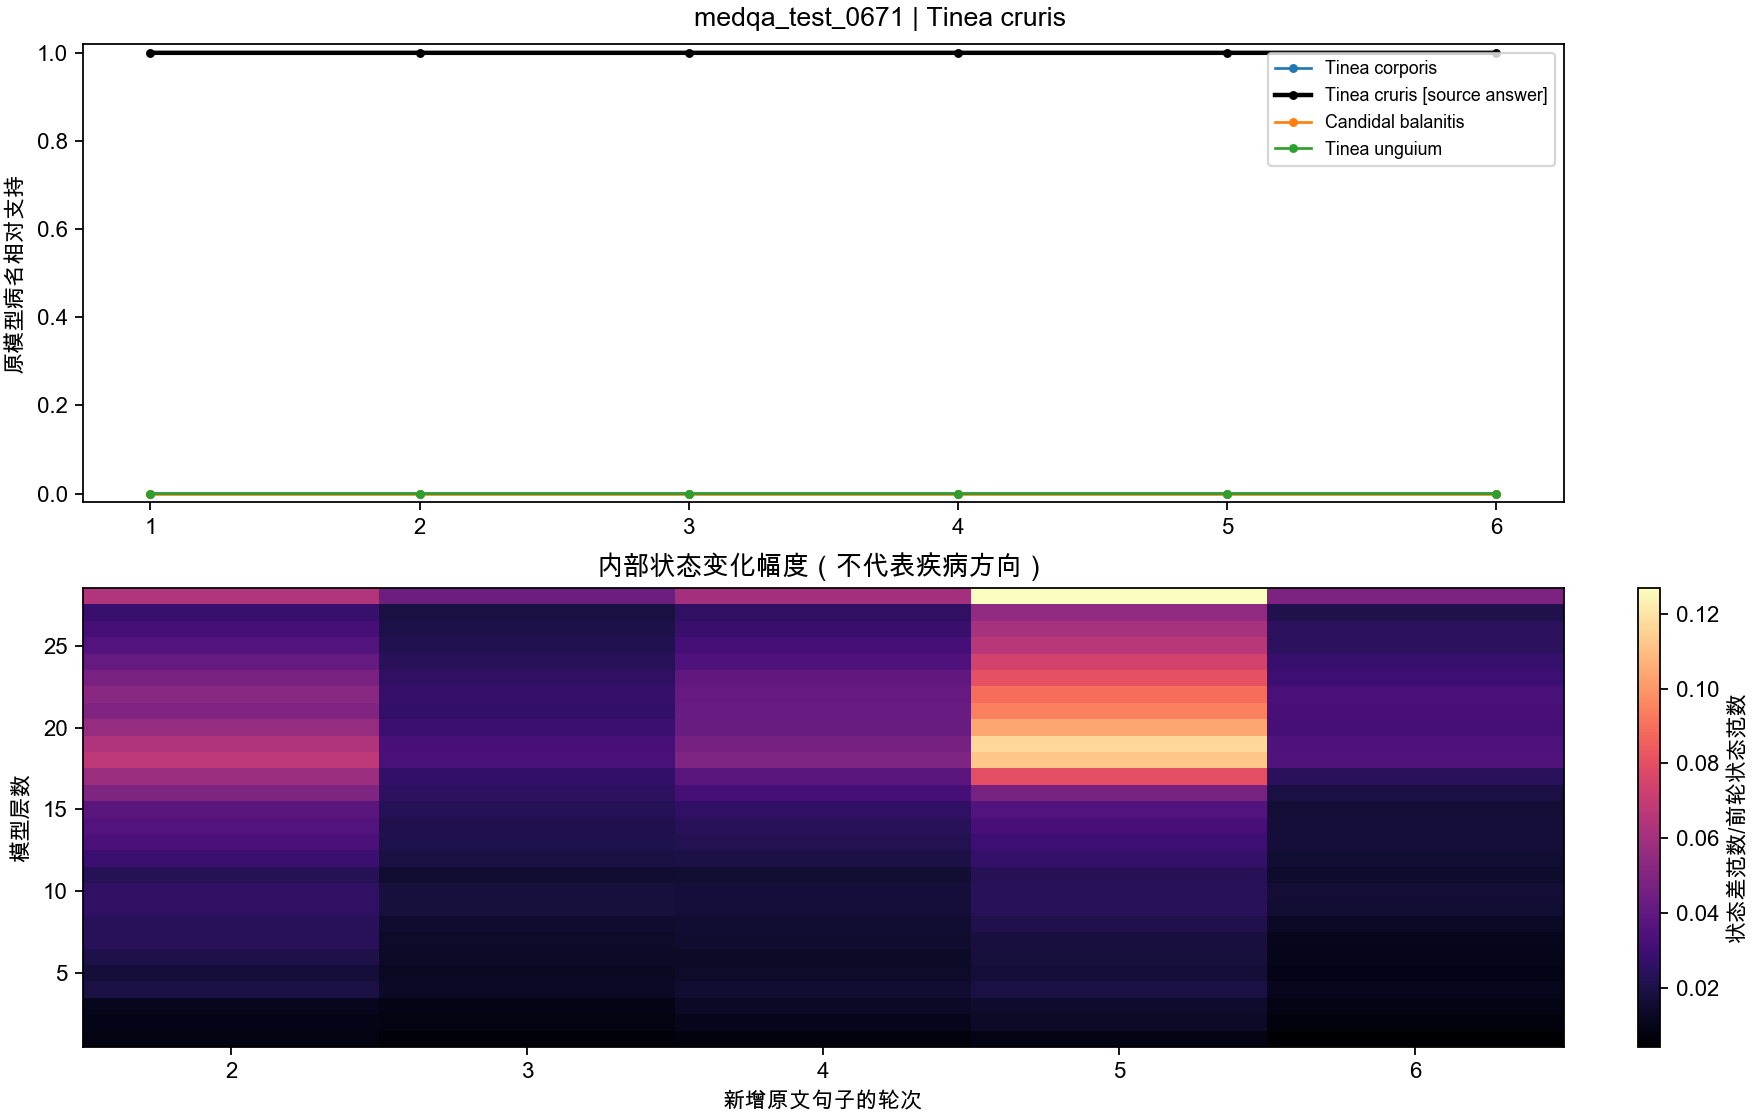 medqa_test_0671 | Tinea cruris
原模型病名相对支持
1.0
0.8
0.6
0.4
0.2
0.0
Tinea corporis
Tinea cruris [source answer]
Candidal balanitis
Tinea unguium
1 2 3 4 5 6
内部状态变化幅度（不代表疾病方向）
模型层数
25
20
15
10
5
2 3 4 5 6
新增原文句子的轮次
0.12
0.10
0.08
0.06
0.04
0.02
状态差范数/前轮状态范数